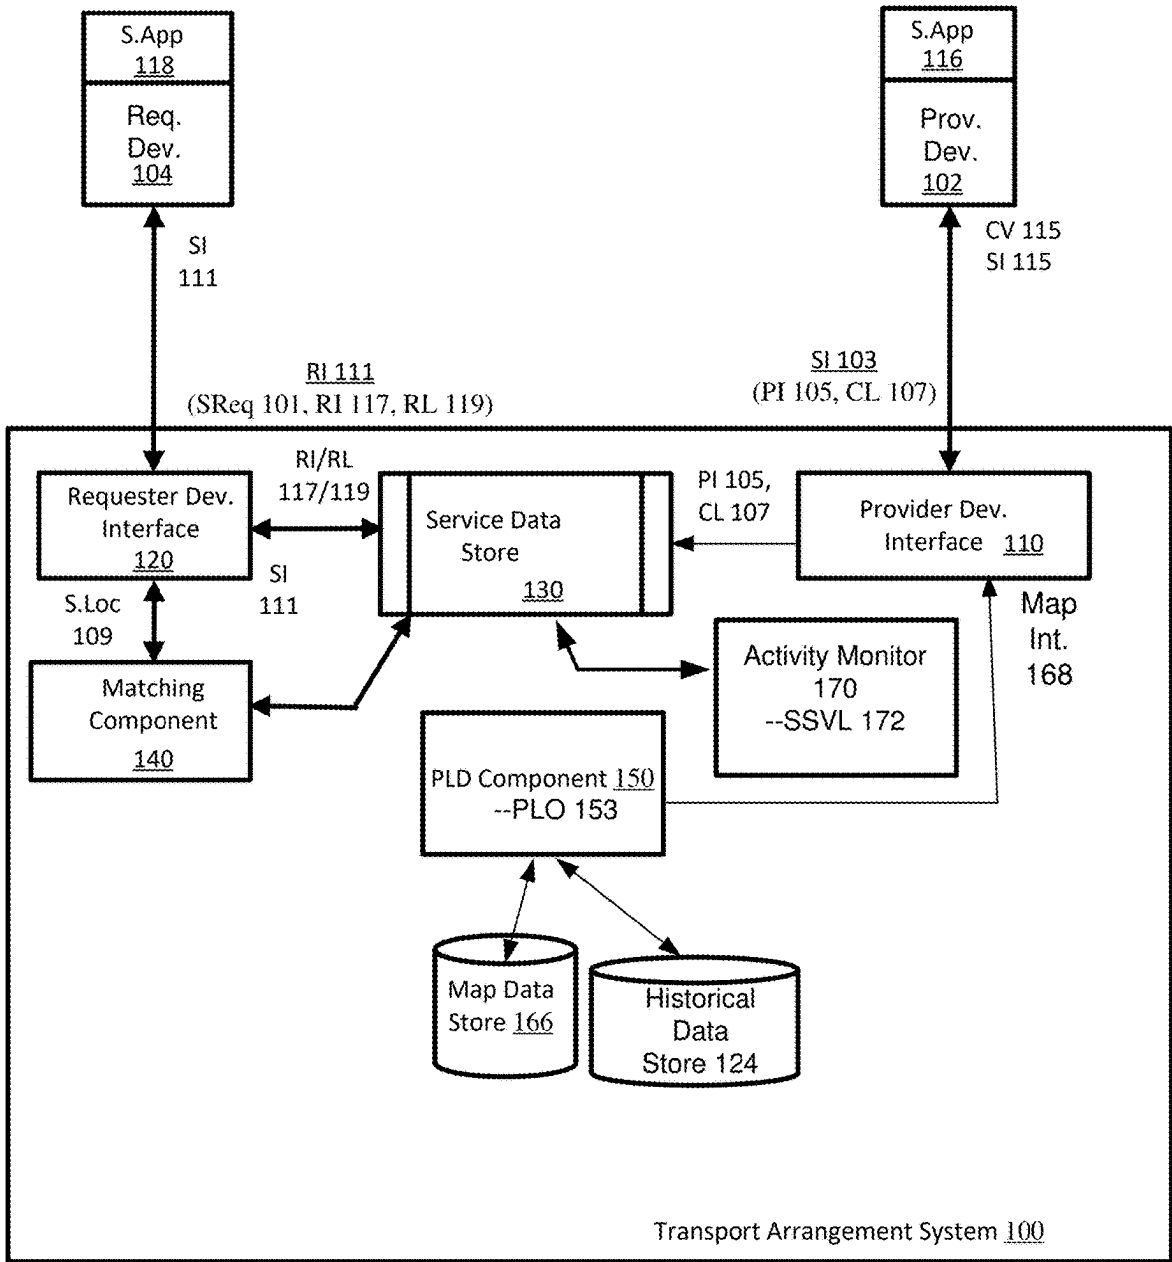 S.App
118
Req.
Dev.
104
S.App
116
Prov.
Dev.
102
SI
111
CV 115
SI 115
RI 111
(SReq 101, RI 117, RL 119)
SI 103
(PI 105, CL 107)
Requester Dev.
Interface
120
RI/RL
117/119
SI
111
Service Data
Store
130
PI 105,
CL 107
Provider Dev.
Interface 110
S.Loc
109
Matching
Component
140
Map
Int.
168
Activity Monitor
170
--SSVL 172
PLD Component 150
--PLO 153
Map Data
Store 166
Historical
Data
Store 124
Transport Arrangement System 100